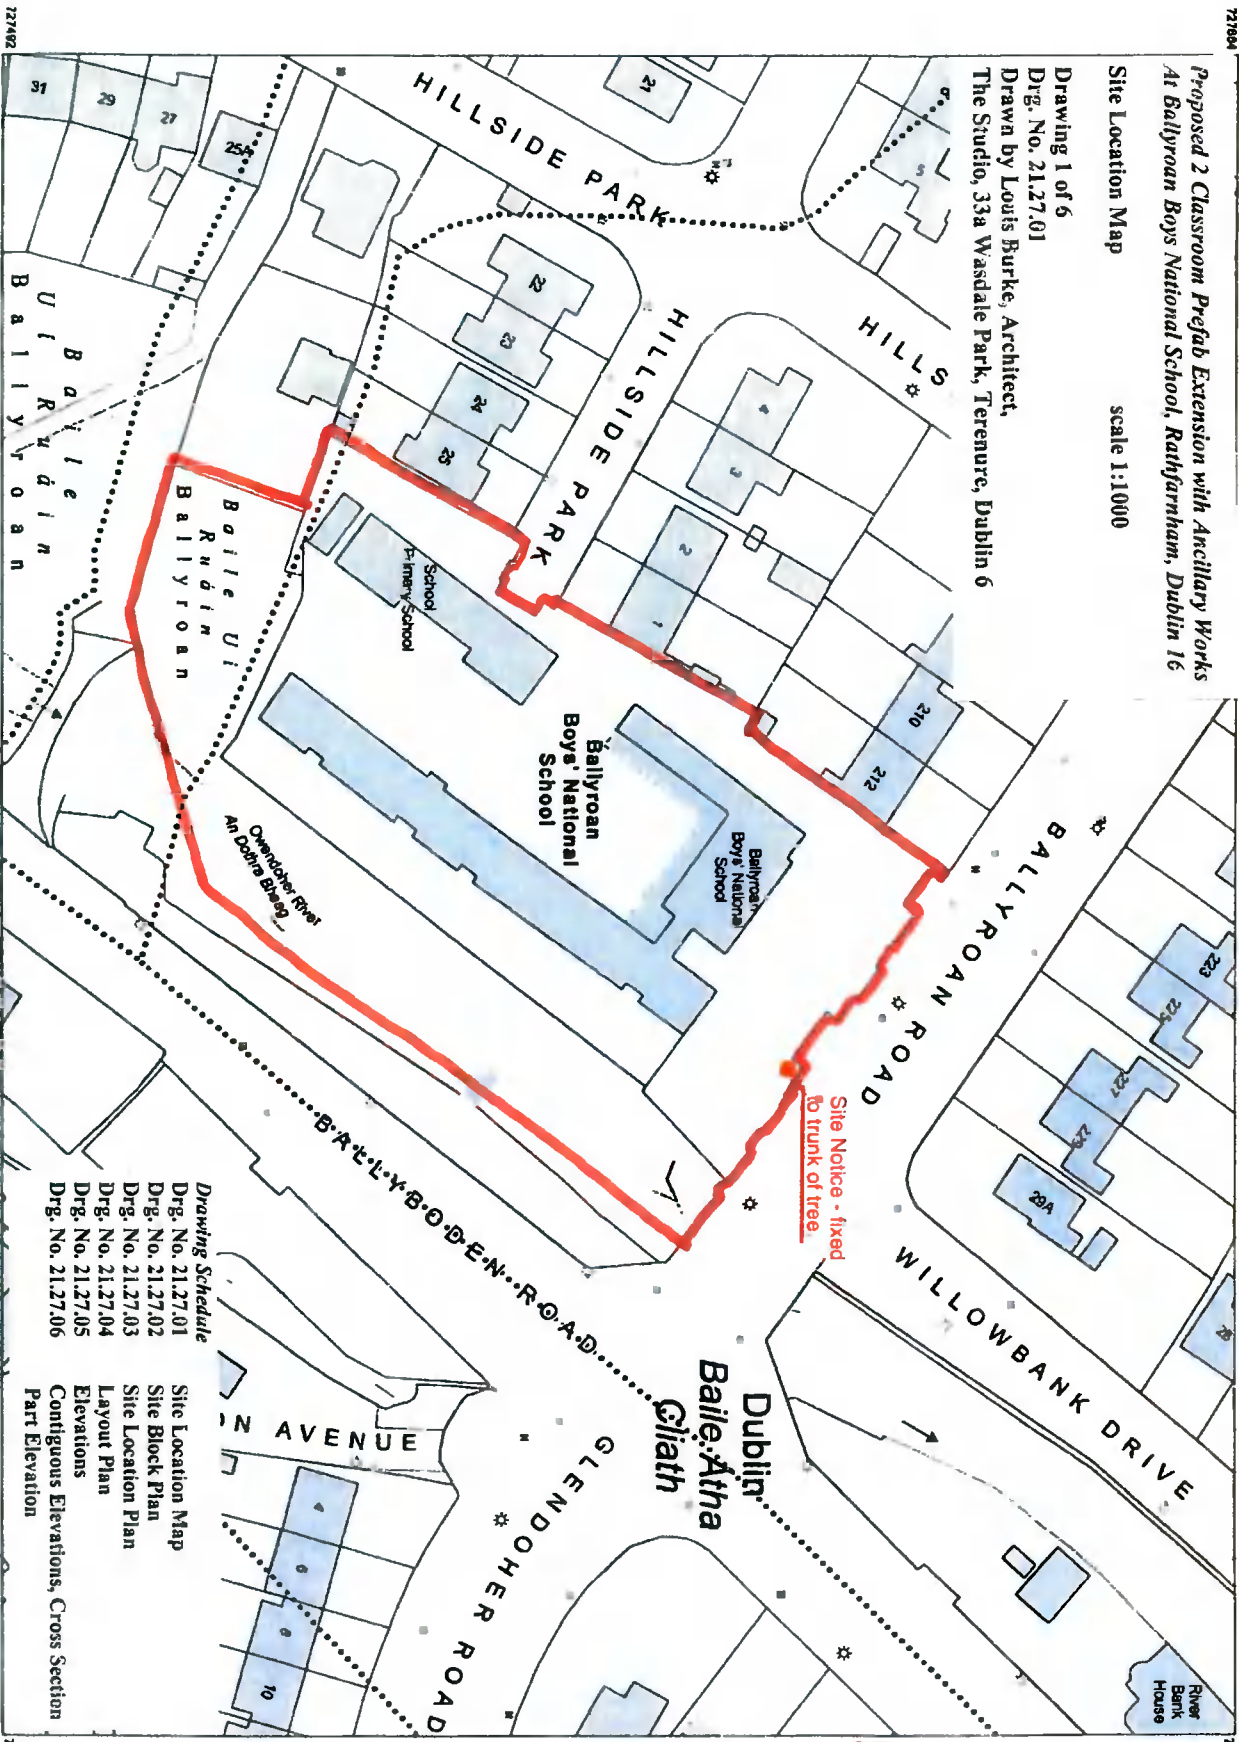 727864
727492
Proposed 2 Classroom Prefab Extension with Ancillary Works
At Ballyroan Boys National School, Rathfarnham, Dublin 16
Site Location Map scale 1:1000
Drawing 1 of 6
Drg. No. 21.27.01
Drawn by Louis Burke, Architect,
The Studio, 33a Wasdale Park, Terenure, Dublin 6
HILLSIDE PARK
HILLSIDE PARK
HILLS
21
5
31
29
27
25A
22
23
24
25
4
3
2
1
210
212
BALLYROAN ROAD
223
225
227
229
29A
28
WILLOWBANK DRIVE
River
Bank
House
School
Primary School
Ballyroan
Boys' National
School
Ballyroan
Boys' National
School
Baile Uí
Ruáin
Ballyroan
Baile
Uí Ruáin
Ballyroan
Owendoher River
An Dothra Bheag
Site Notice - fixed
to trunk of tree
BALLYBODEN ROAD
Dublin
Baile Átha
Cliath
GLENDOHER ROAD
ON AVENUE
4
6
8
10
Drawing Schedule
Drg. No. 21.27.01 Site Location Map
Drg. No. 21.27.02 Site Block Plan
Drg. No. 21.27.03 Site Location Plan
Drg. No. 21.27.04 Layout Plan
Drg. No. 21.27.05 Elevations
Drg. No. 21.27.06 Contiguous Elevations, Cross Section
Part Elevation